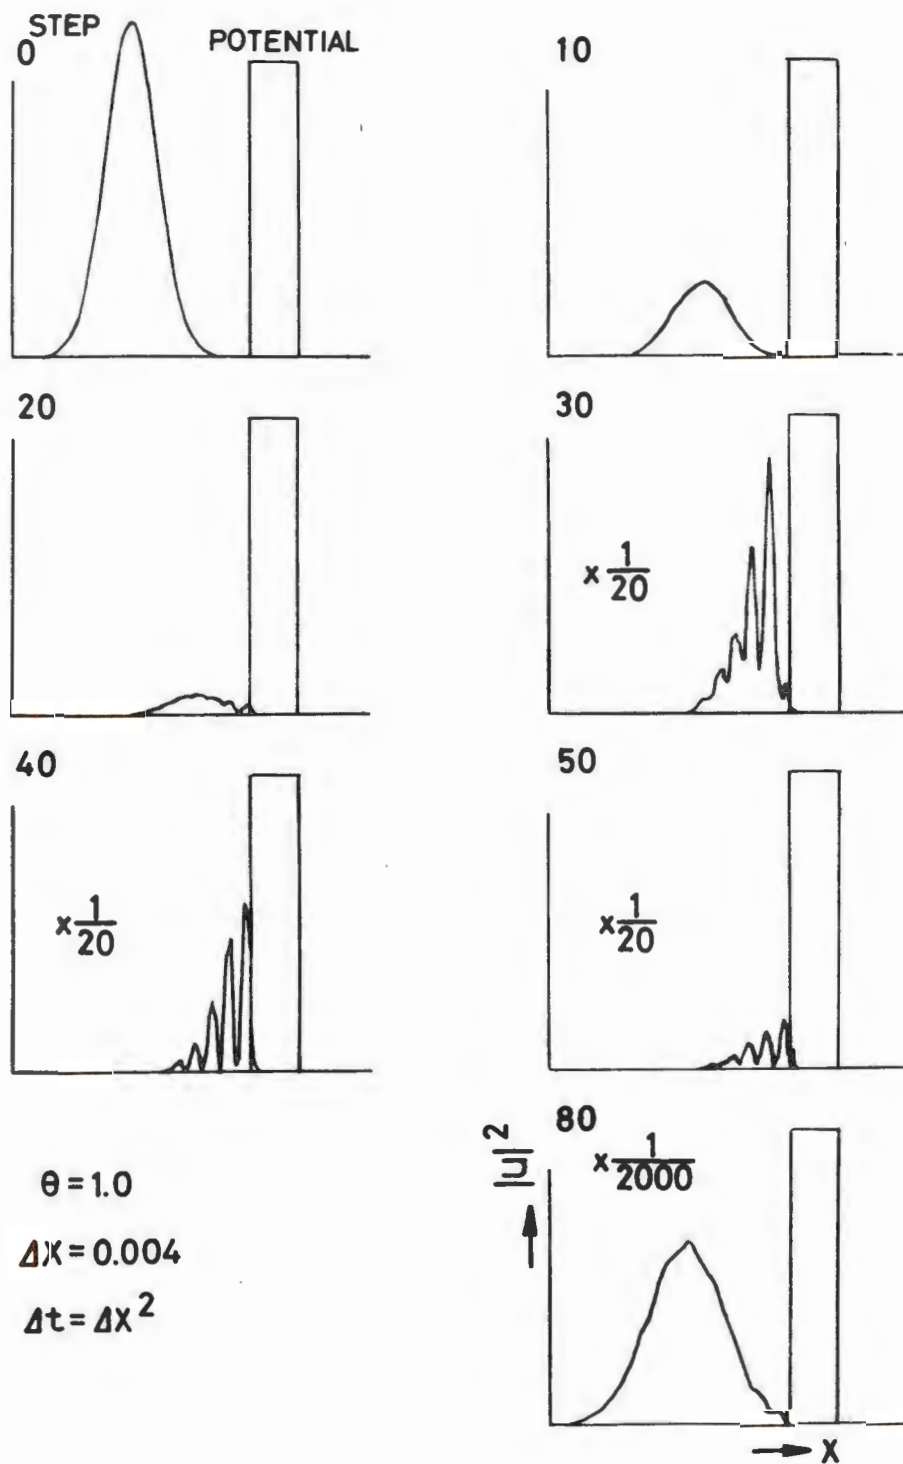 STEP
0
POTENTIAL
10
20
30
x 1/20
40
x 1/20
50
x 1/20
80
x 1/2000
|u|²
θ = 1.0
ΔX = 0.004
Δt = ΔX²
X